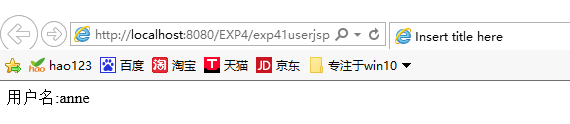 http://localhost:8080/EXP4/exp41userjsp
Insert title here
hao123 百度 淘宝 天猫 JD 京东 专注于win10
用户名:anne